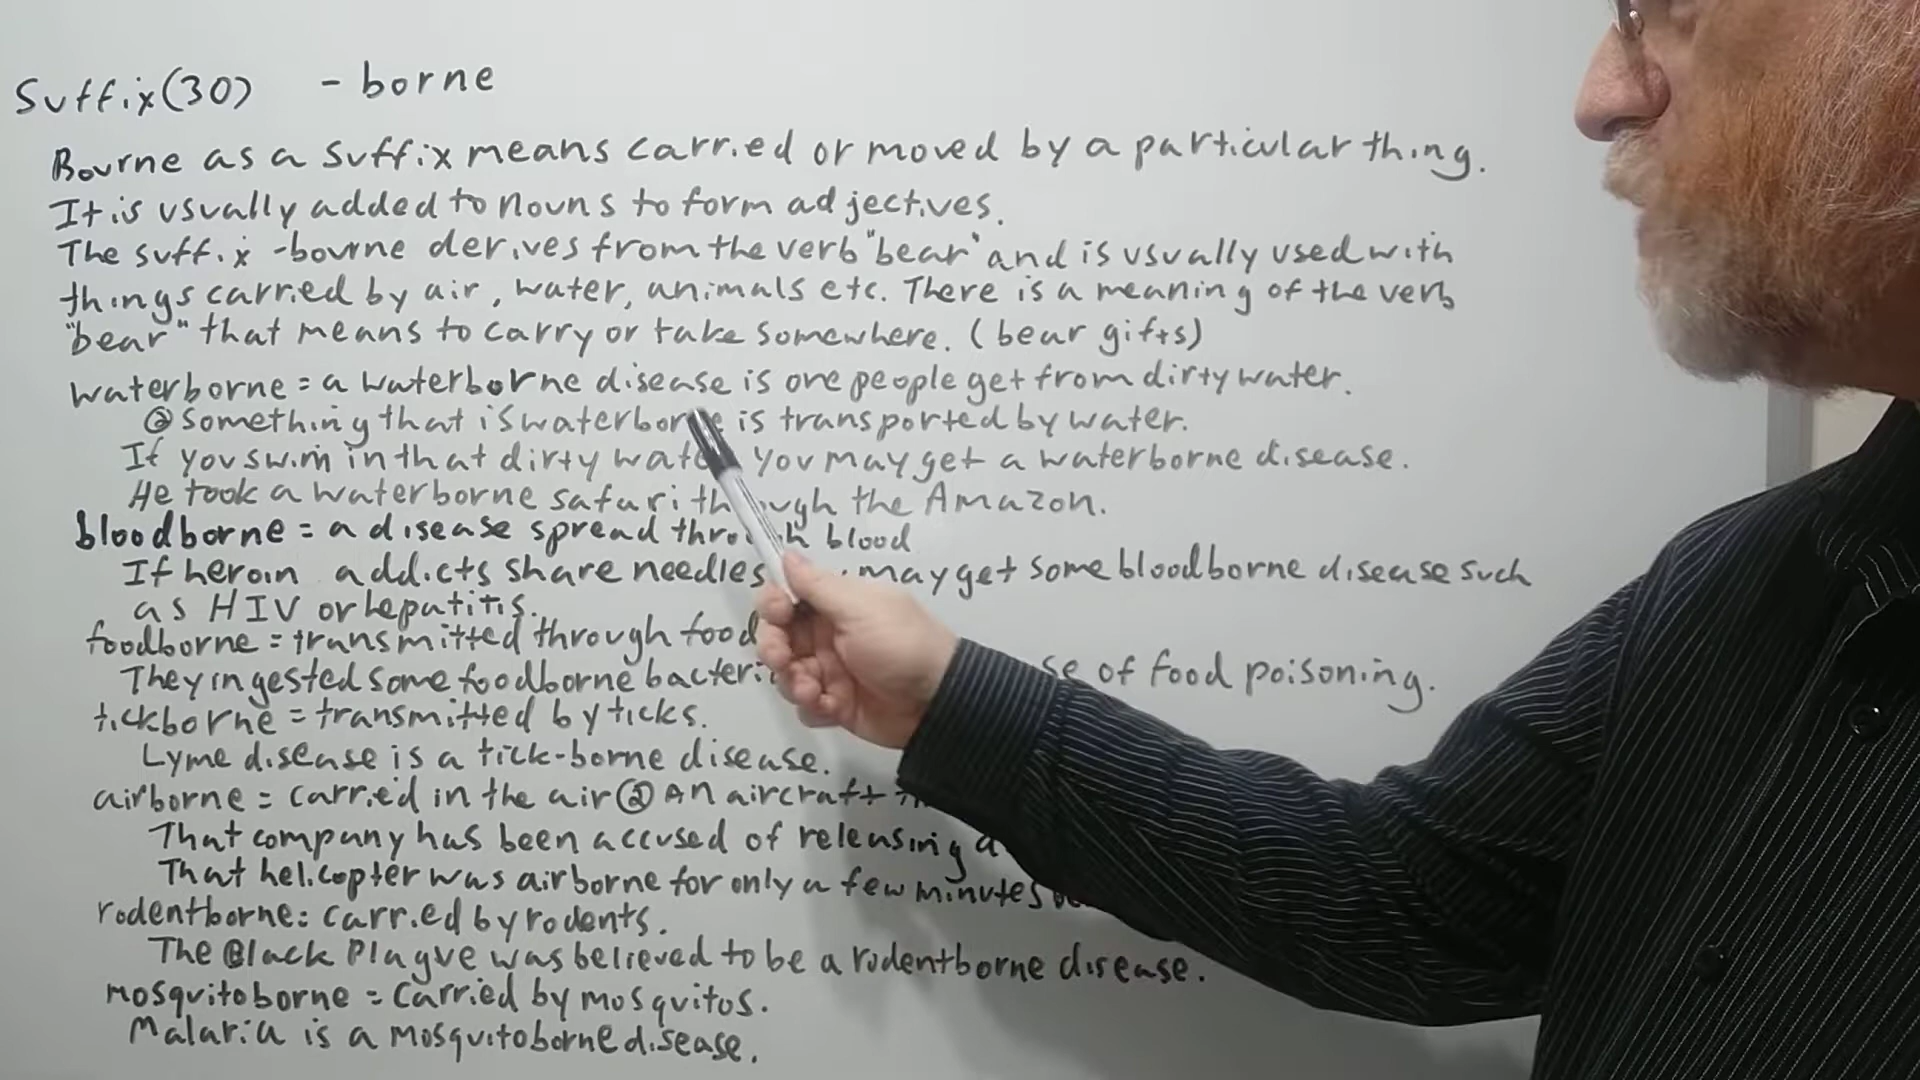 Suffix (30) -borne
Bourne as a suffix means carried or moved by a particular thing.
It is usually added to nouns to form adjectives.
The suffix -bourne derives from the verb "bear" and is usually used with
things carried by air, water, animals etc. There is a meaning of the verb
"bear" that means to carry or take somewhere. (bear gifts)
waterborne = a waterborne disease is one people get from dirty water.
② something that is waterborne is transported by water.
If you swim in that dirty water you may get a waterborne disease.
He took a waterborne safari through the Amazon.
bloodborne = a disease spread through blood
If heroin addicts share needles may get some bloodborne disease such
as HIV or hepatitis.
foodborne = transmitted through food
They ingested some foodborne of food poisoning.
tickborne = transmitted by ticks.
Lyme disease is a tick-borne disease.
airborne = carried in the air ② An aircraft
That company has been accused of releasing
That helicopter was airborne for only a few minutes
rodentborne = carried by rodents.
The Black Plague was believed to be a rodentborne disease.
mosquitoborne = carried by mosquitos.
Malaria is a mosquitoborne disease.